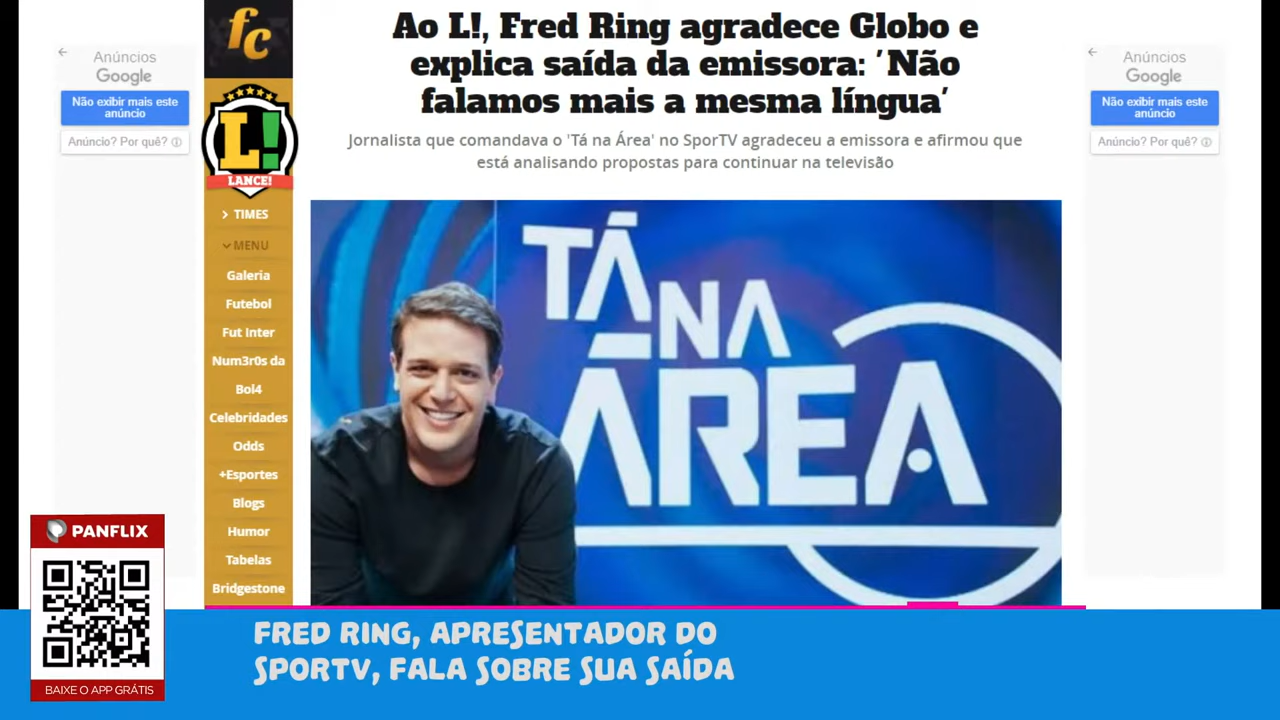 fc
Ao L!, Fred Ring agradece Globo e
explica saída da emissora: 'Não
falamos mais a mesma língua'
Jornalista que comandava o 'Tá na Área' no SporTV agradeceu a emissora e afirmou que
está analisando propostas para continuar na televisão
Anúncios
Google
Não exibir mais este
anúncio
Anúncio? Por quê?
L!
LANCE!
TIMES
MENU
Galeria
Futebol
Fut Inter
Num3r0s da
Bol4
Celebridades
Odds
+Esportes
Blogs
Humor
Tabelas
Bridgestone
TÁ
NA
ÁREA
Anúncios
Google
Não exibir mais este
anúncio
Anúncio? Por quê?
PANFLIX
BAIXE O APP GRÁTIS
FRED RING, APRESENTADOR DO
SPORTV, FALA SOBRE SUA SAÍDA